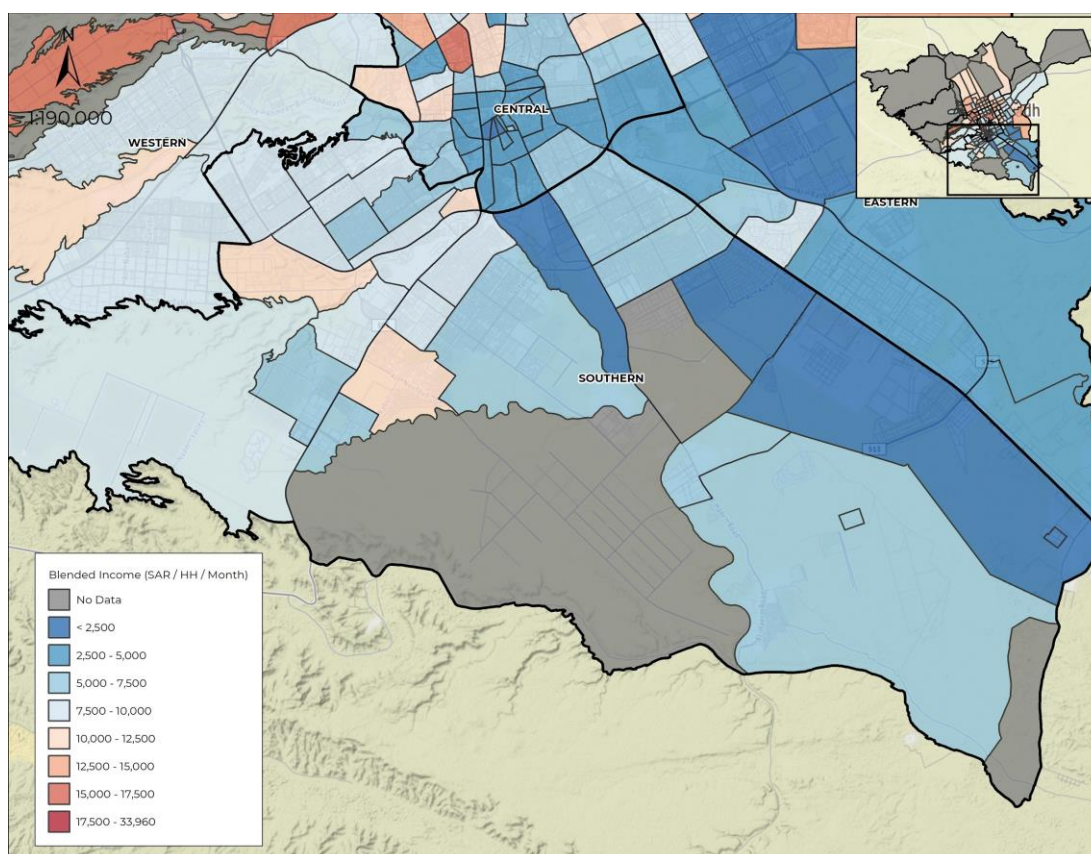 N
1:190,000
WESTERN
CENTRAL
dh
EASTERN
SOUTHERN
513
Blended Income (SAR / HH / Month)
No Data
< 2,500
2,500 - 5,000
5,000 - 7,500
7,500 - 10,000
10,000 - 12,500
12,500 - 15,000
15,000 - 17,500
17,500 - 33,960